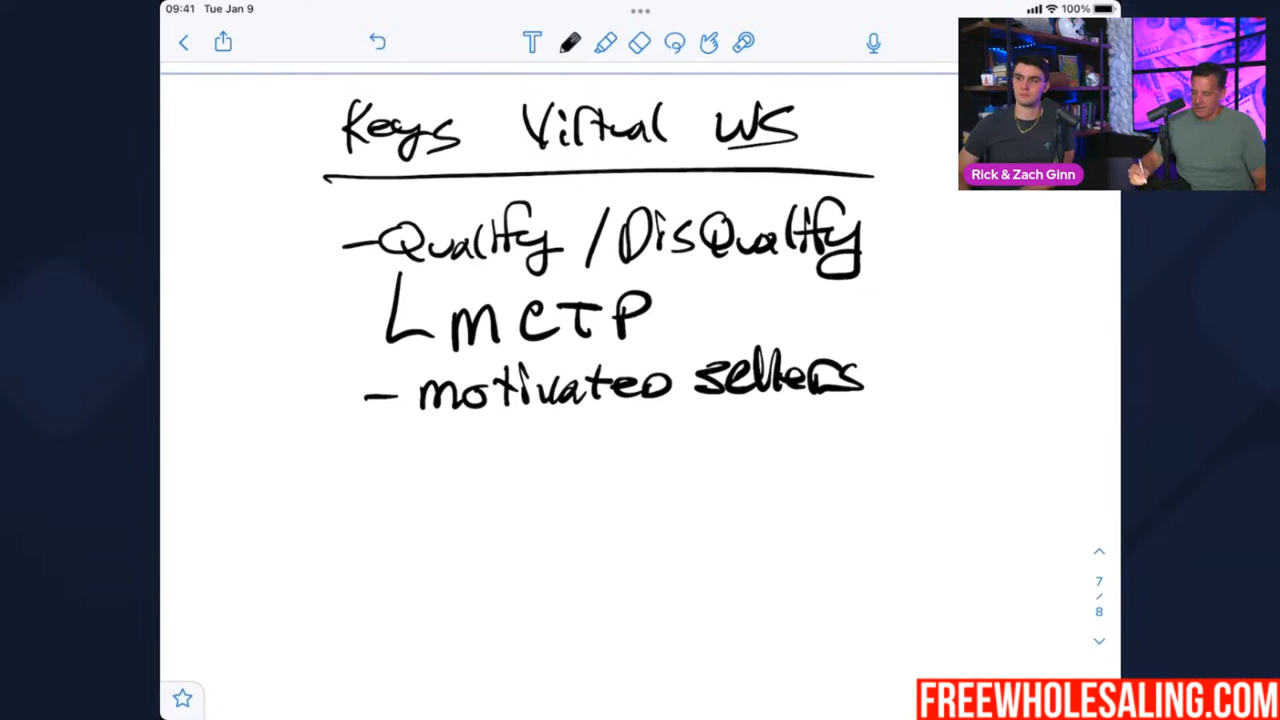 09:41 Tue Jan 9
100%
Keys Virtual WS
Rick & Zach Ginn
-Qualify / DisQualify
MCTP
- motivated sellers
7
/
8
FREEWHOLESALING.COM